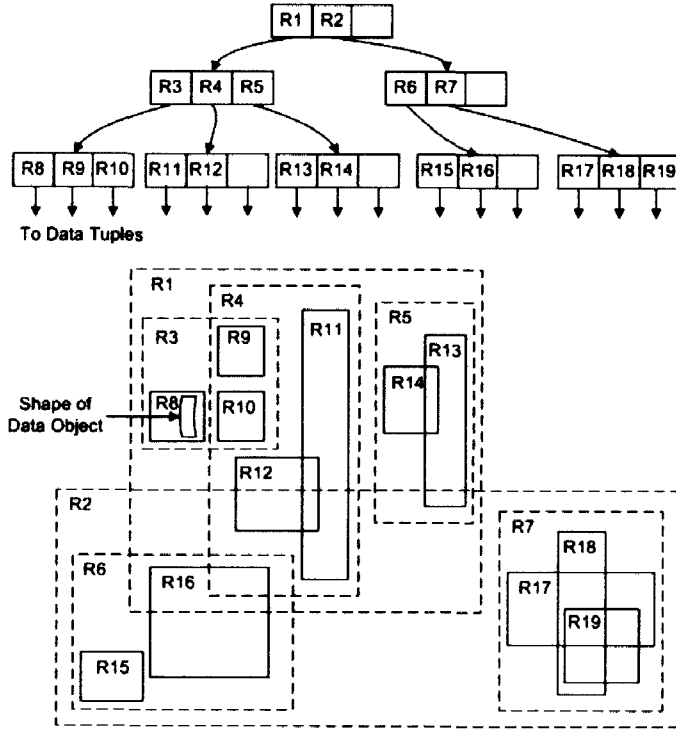 R1 R2
R3 R4 R5
R6 R7
R8 R9 R10
R11 R12
R13 R14
R15 R16
R17 R18 R19
To Data Tuples
R1
R4
R3
R9
R11
R5
R13
R14
R8
R10
Shape of
Data Object
R12
R2
R7
R18
R6
R16
R17
R19
R15